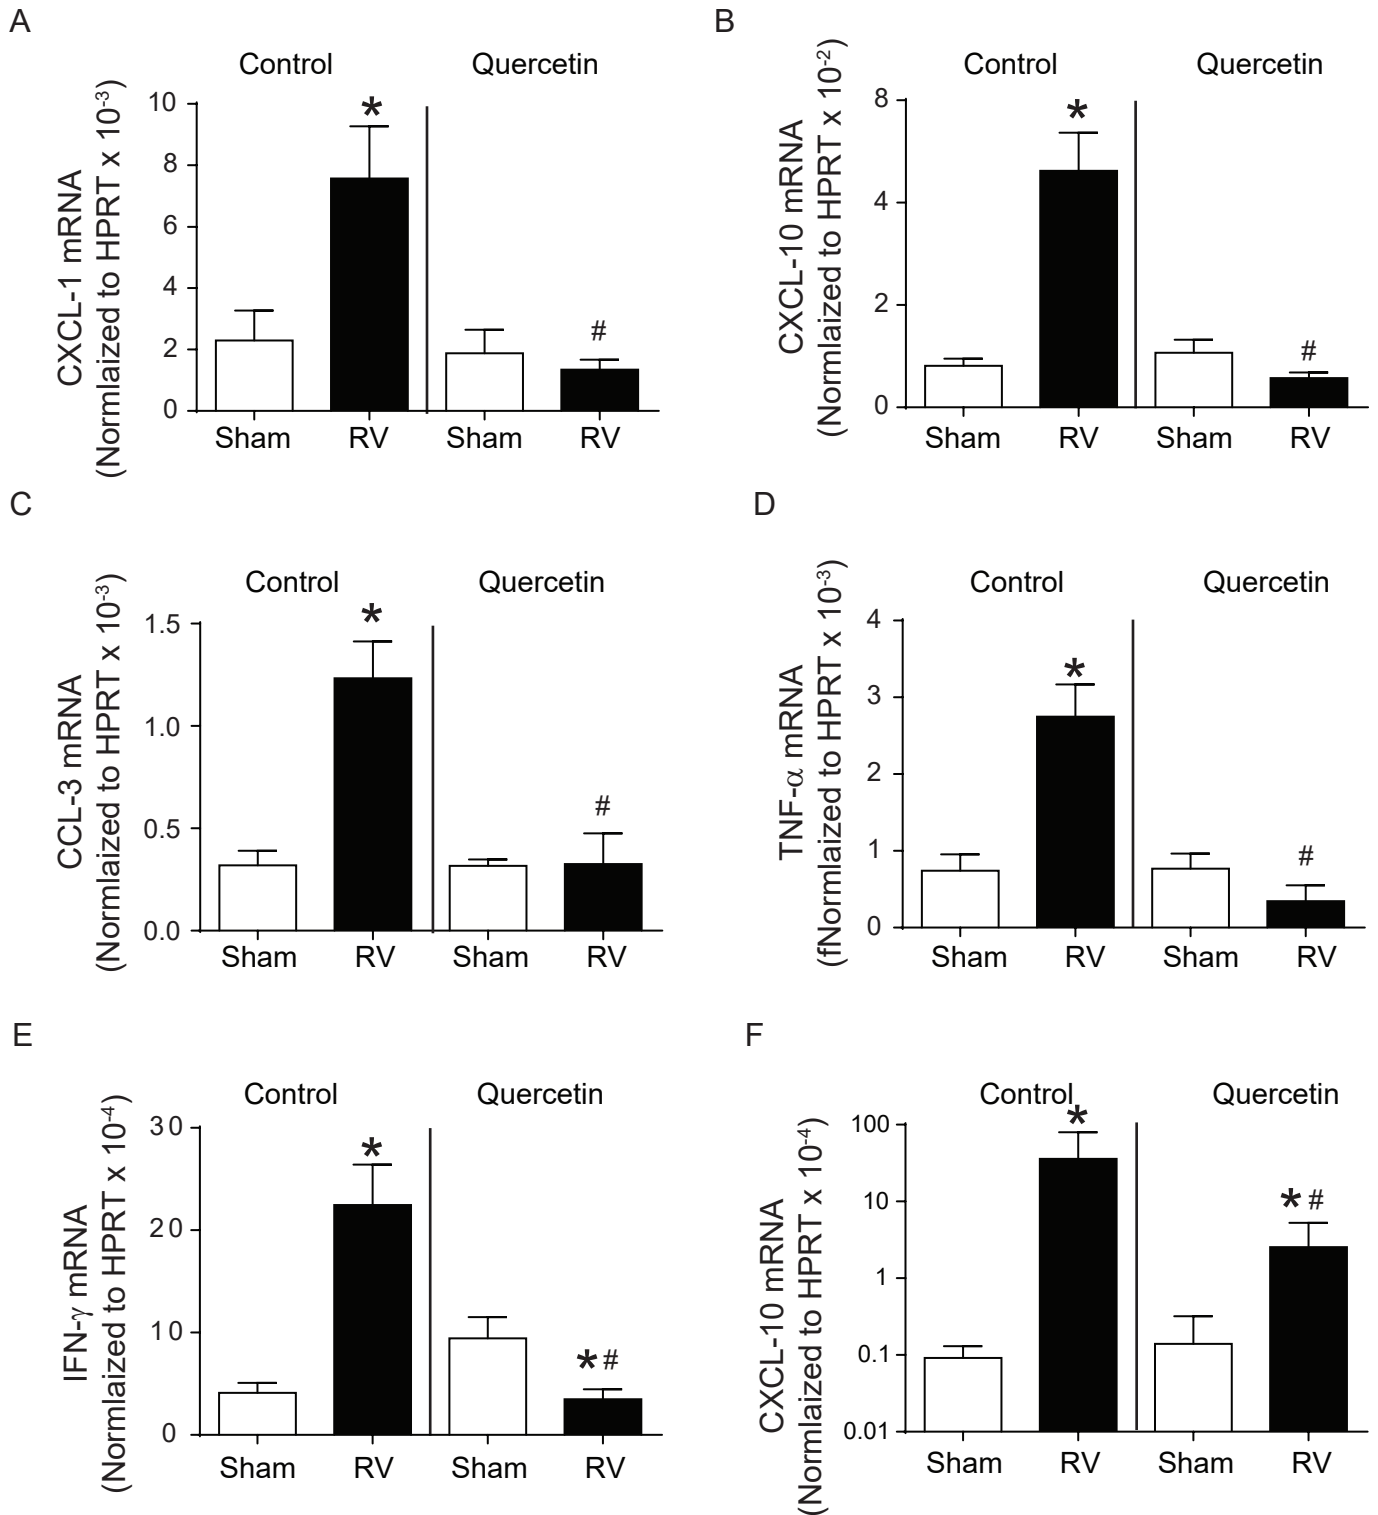 A
Control
Quercetin
CXCL-1 mRNA
(Normlaized to HPRT x 10-3)
10
8
6
4
2
0
*
#
Sham
RV
Sham
RV
B
Control
Quercetin
CXCL-10 mRNA
(Normlaized to HPRT x 10-2)
8
4
2
0
*
#
Sham
RV
Sham
RV
C
Control
Quercetin
CCL-3 mRNA
(Normlaized to HPRT x 10-3)
1.5
1.0
0.5
0.0
*
#
Sham
RV
Sham
RV
D
Control
Quercetin
TNF-α mRNA
(fNormlaized to HPRT x 10-3)
4
3
2
1
0
*
#
Sham
RV
Sham
RV
E
Control
Quercetin
IFN-γ mRNA
(Normlaized to HPRT x 10-4)
30
20
10
0
*
*#
Sham
RV
Sham
RV
F
Control
Quercetin
CXCL-10 mRNA
(Normlaized to HPRT x 10-4)
100
10
1
0.1
0.01
*
*#
Sham
RV
Sham
RV